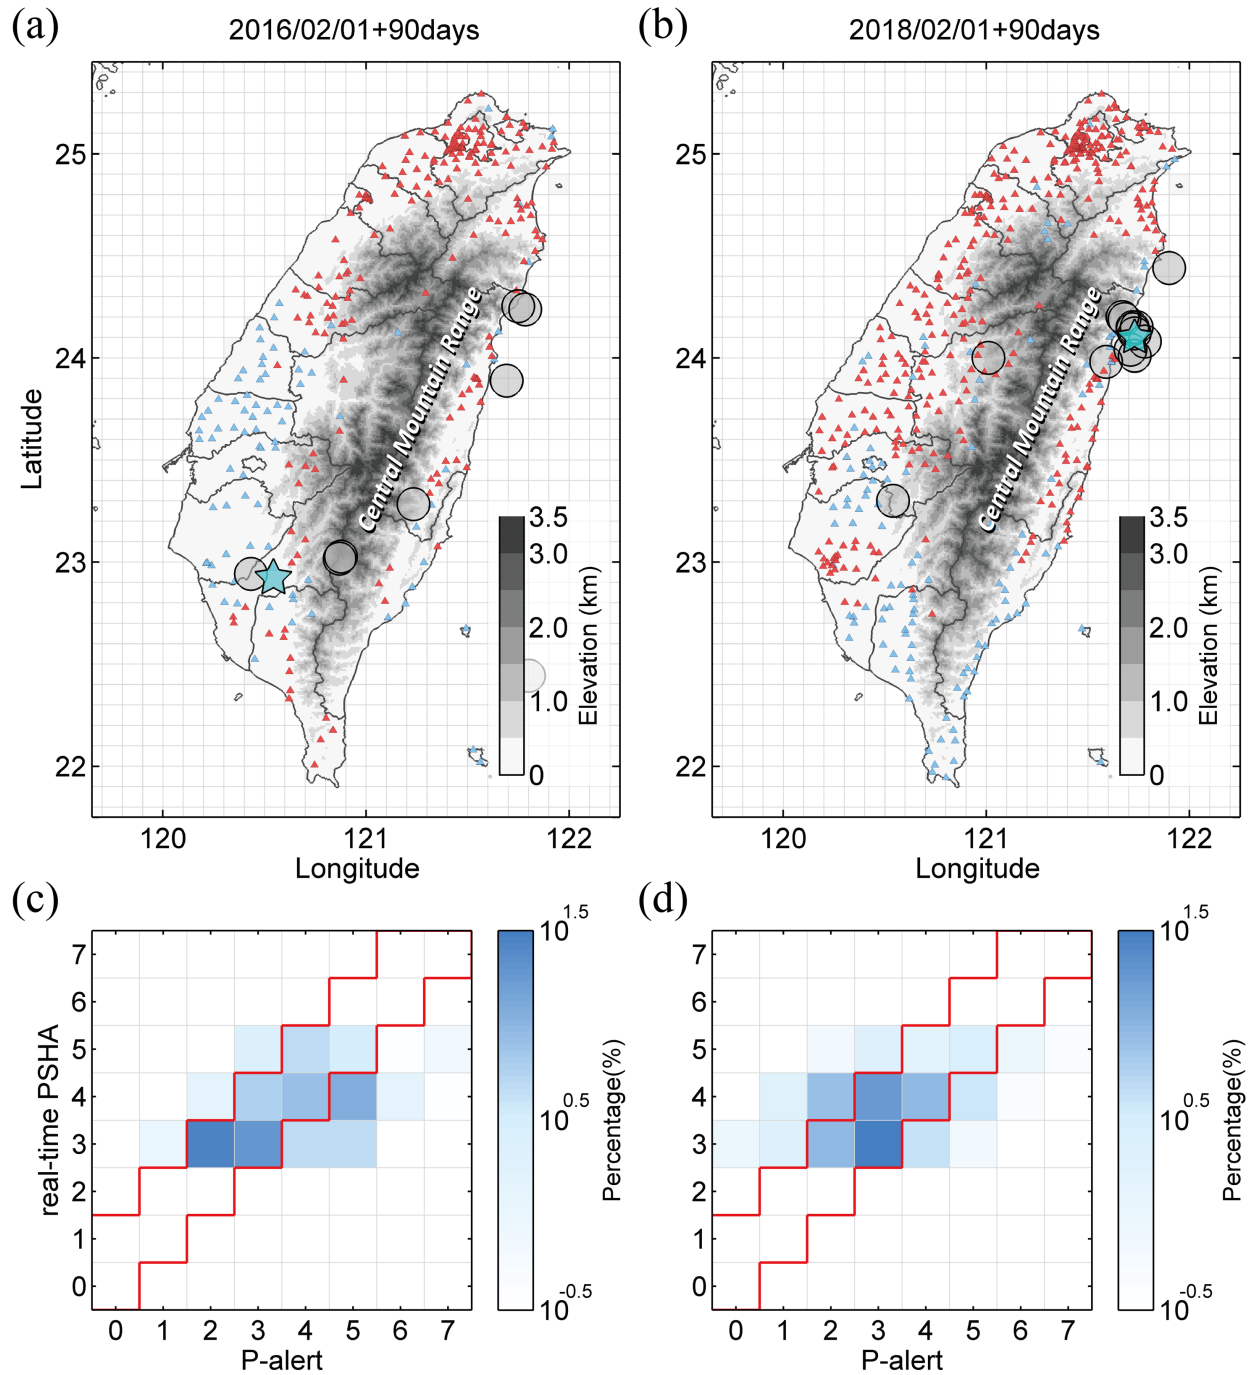 (a)
2016/02/01+90days
(b)
2018/02/01+90days
Latitude
25
24
23
22
Central Mountain Range
3.5
3.0
2.0
1.0
0
Elevation (km)
120
121
122
Longitude
25
24
23
22
Central Mountain Range
3.5
3.0
2.0
1.0
0
Elevation (km)
120
121
122
Longitude
(c)
real-time PSHA
7
6
5
4
3
2
1
0
0 1 2 3 4 5 6 7
P-alert
10^1.5
10^0.5
10^-0.5
Percentage(%)
(d)
7
6
5
4
3
2
1
0
0 1 2 3 4 5 6 7
P-alert
10^1.5
10^0.5
10^-0.5
Percentage(%)